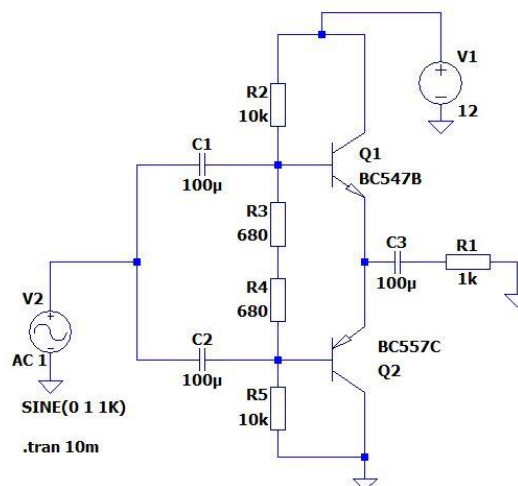 V1
12
R2
10k
C1
100µ
Q1
BC547B
R3
680
C3
100µ
R1
1k
R4
680
V2
AC 1
C2
100µ
BC557C
Q2
R5
10k
SINE(0 1 1K)
.tran 10m